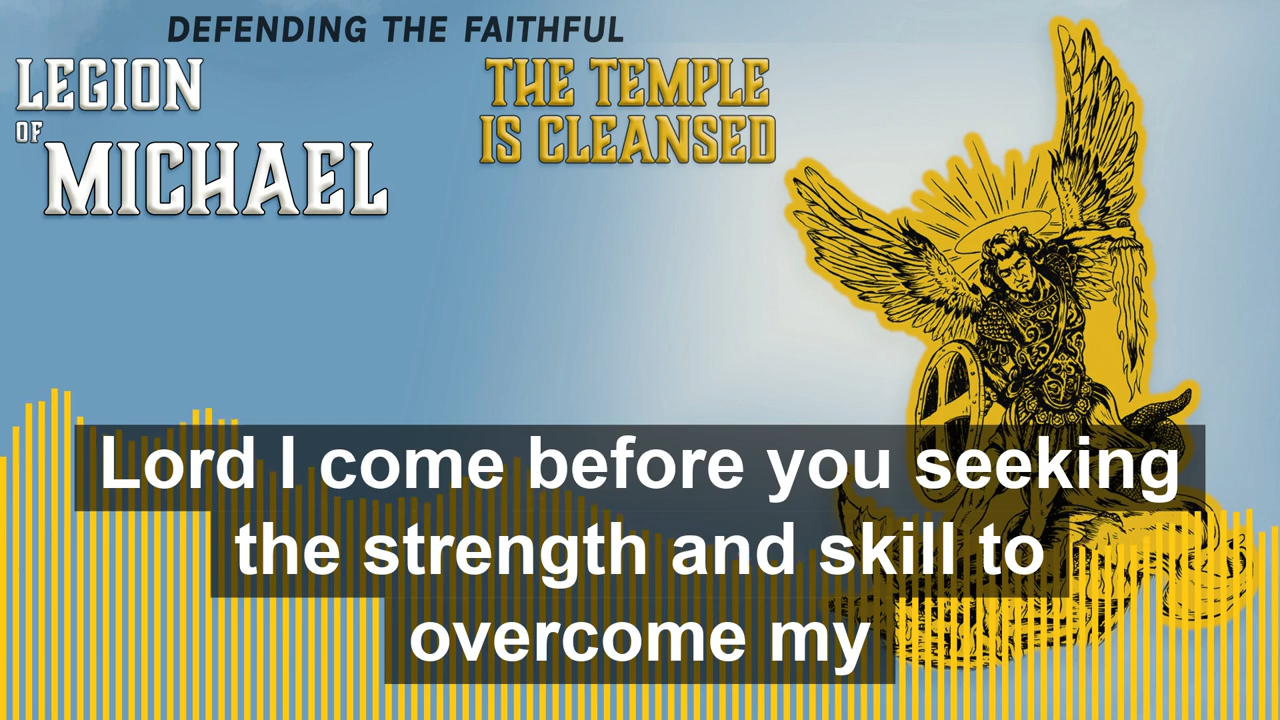 DEFENDING THE FAITHFUL
LEGION
OF
MICHAEL
THE TEMPLE
IS CLEANSED
Lord I come before you seeking
the strength and skill to
overcome my